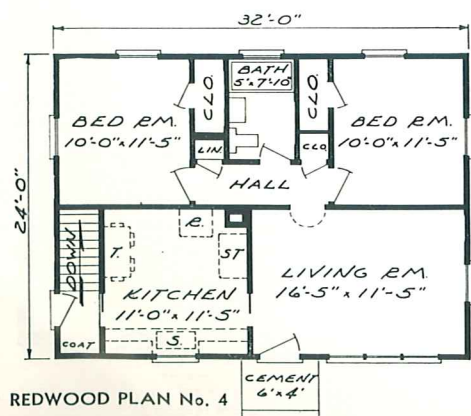 32'-0"
BATH
5'x7'-10"
CLO.
CLO.
BED RM.
10'-0"x11'-5"
BED RM.
10'-0"x11'-5"
LIN.
CLO.
HALL
24'-0"
DOWN
R.
T.
ST
LIVING RM.
16'-5" x 11'-5"
KITCHEN
11'-0" x 11'-5"
S.
COAT
CEMENT
6'x4'
REDWOOD PLAN No. 4